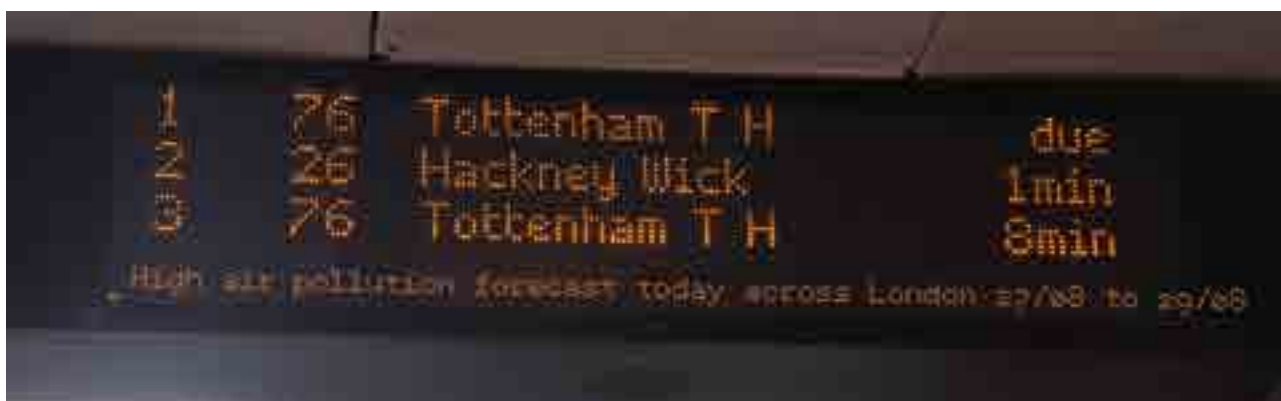 1 76 Tottenham T H due
2 26 Hackney Wick 1min
3 76 Tottenham T H 8min
High air pollution forecast today across London 27/08 to 29/08